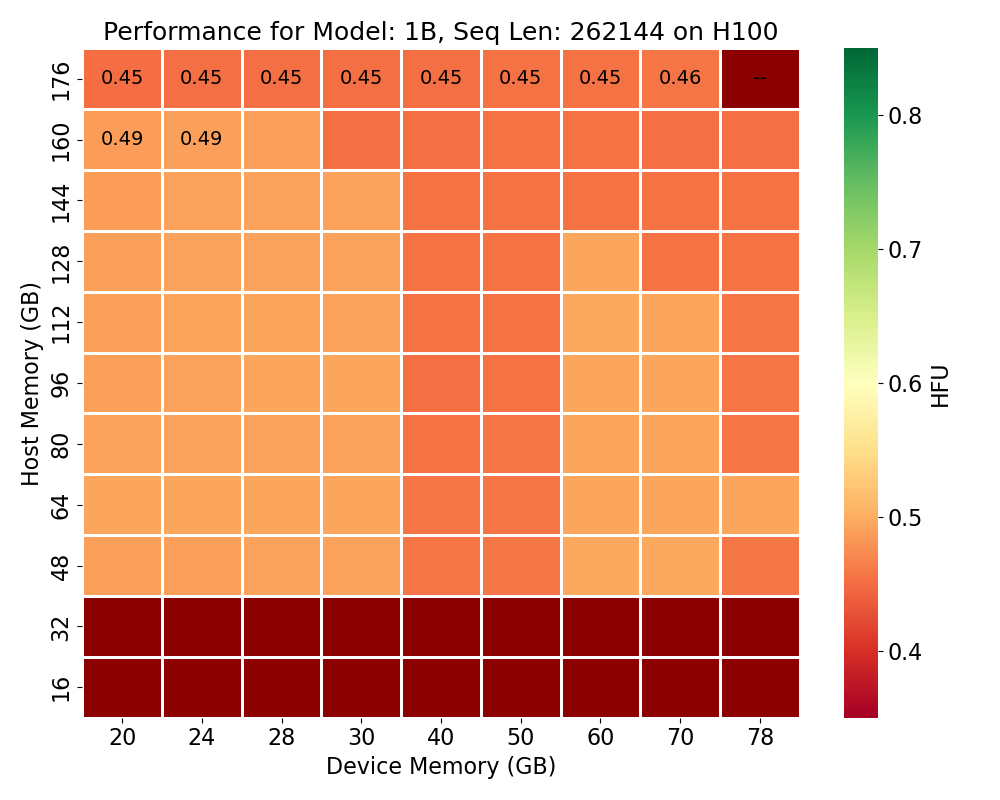 Performance for Model: 1B, Seq Len: 262144 on H100
176 0.45 0.45 0.45 0.45 0.45 0.45 0.45 0.46 --
160 0.49 0.49
144
128
112
96
80
64
48
32
16
Host Memory (GB)
20 24 28 30 40 50 60 70 78
Device Memory (GB)
0.8
0.7
0.6
0.5
0.4
HFU